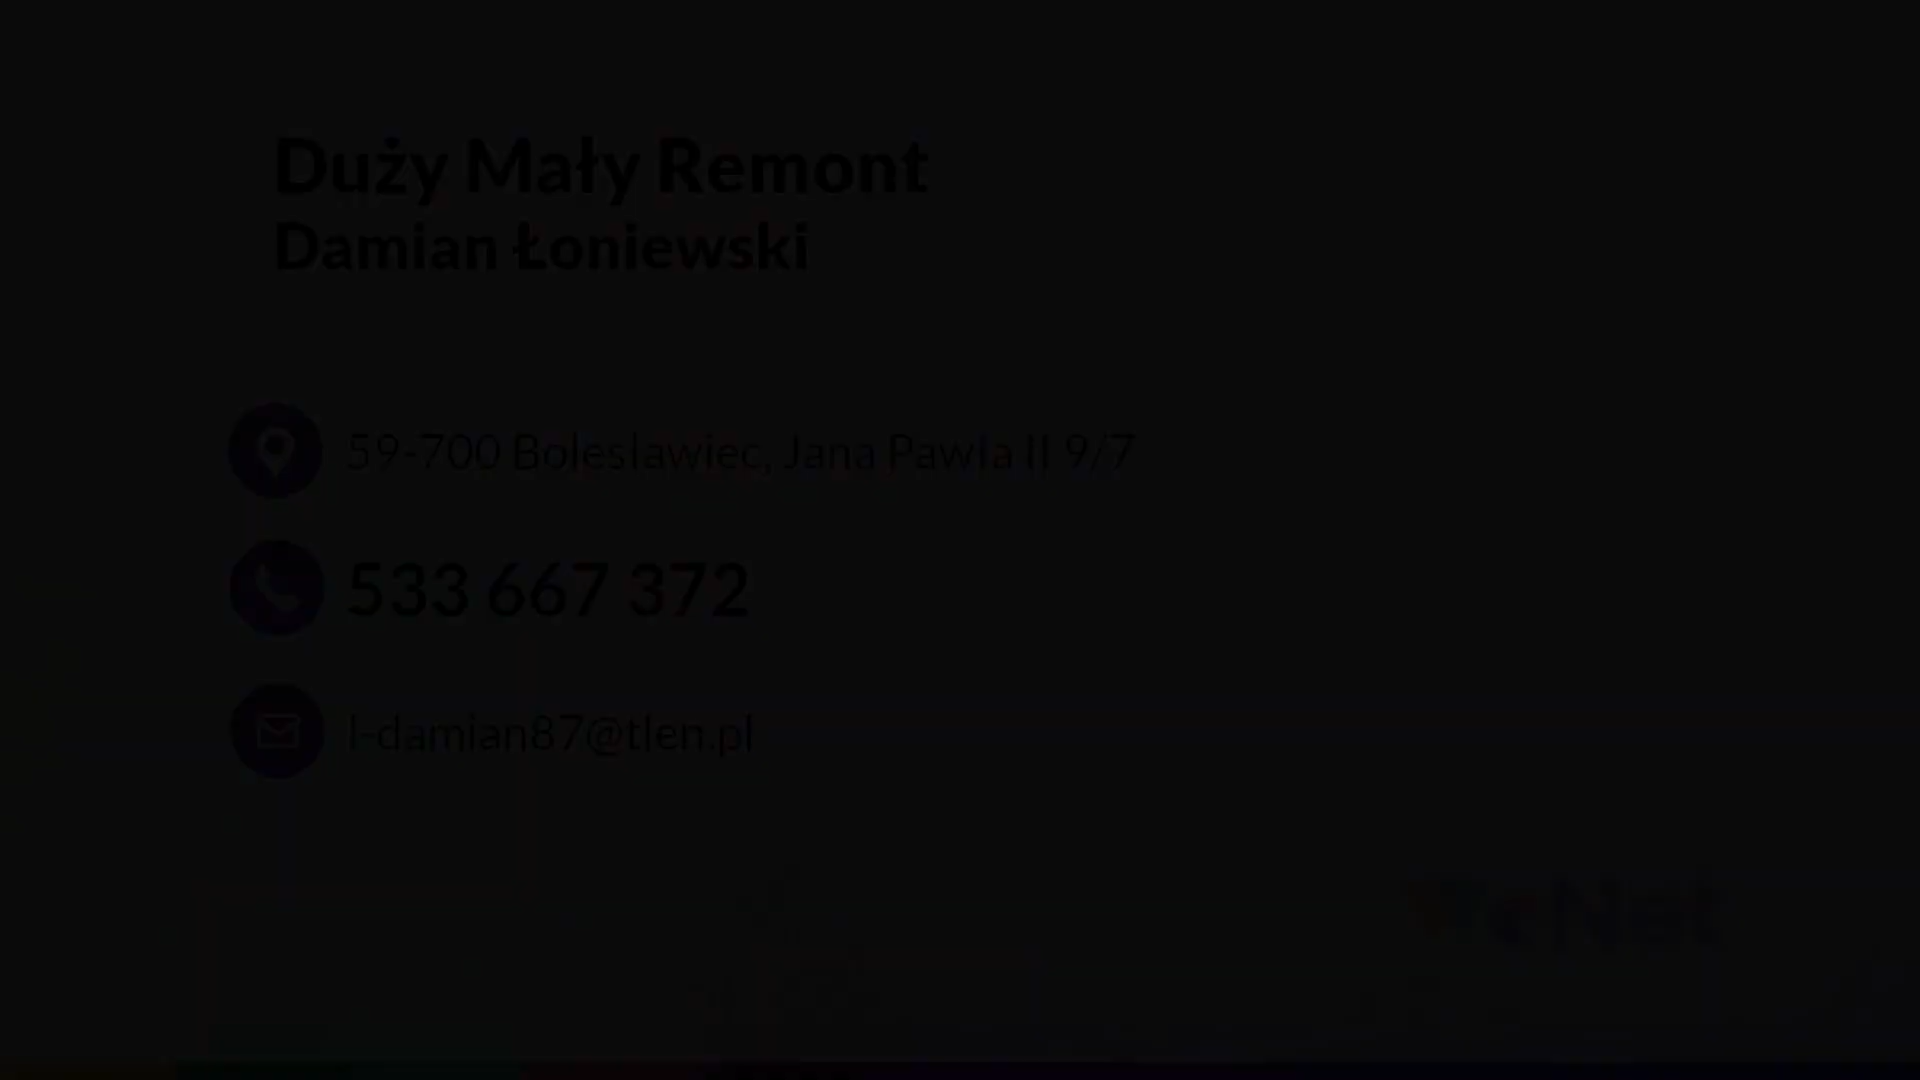 Duży Mały Remont
Damian Łoniewski
59-700 Bolesławiec, Jana Pawła II 9/7
533 667 372
l-damian87@tlen.pl
WeNet